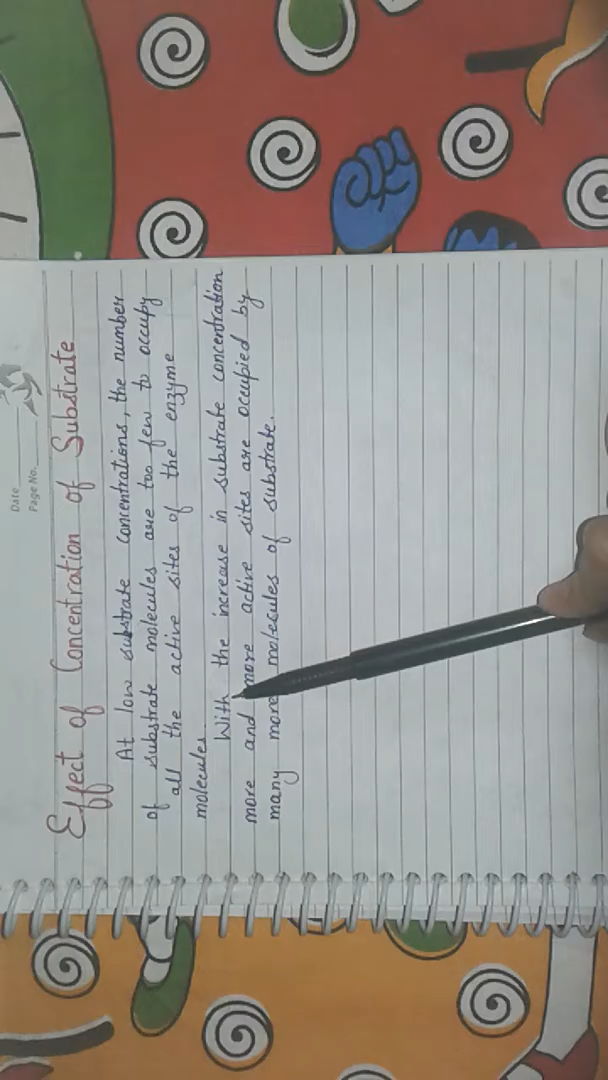 Date
Page No.
Effect of Concentration of Substrate
At low substrate concentrations, the number
of substrate molecules are too few to occupy
all the active sites of the enzyme
molecules.
With the increase in substrate concentration
more and more active sites are occupied by
many more molecules of substrate.